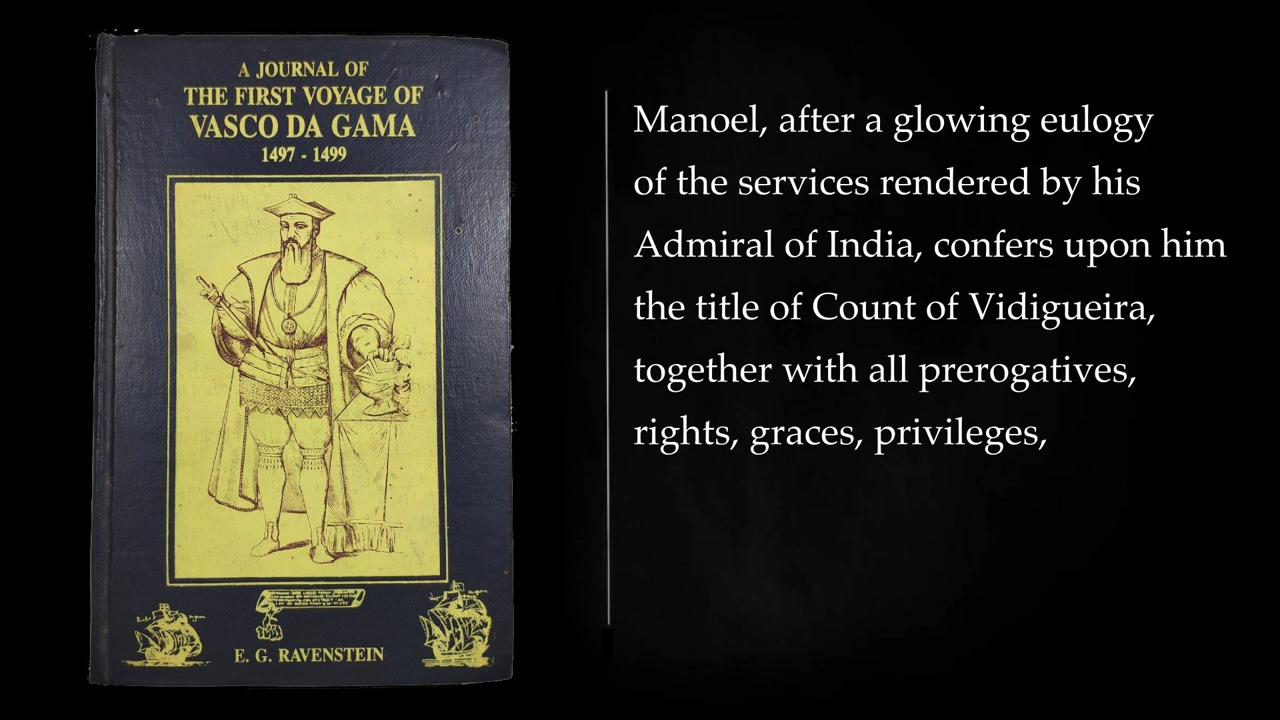 A JOURNAL OF
THE FIRST VOYAGE OF
VASCO DA GAMA
1497 - 1499
E. G. RAVENSTEIN
Manoel, after a glowing eulogy
of the services rendered by his
Admiral of India, confers upon him
the title of Count of Vidigueira,
together with all prerogatives,
rights, graces, privileges,